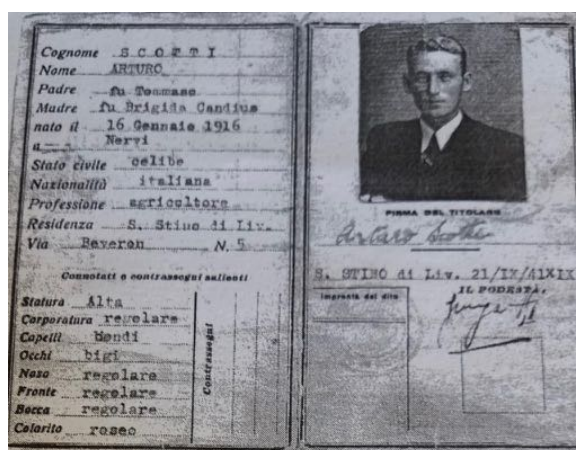 Cognome SCOTTI
Nome ARTURO
Padre fu Tommaso
Madre fu Brigida Candius
nato il 16 Gennaio 1916
a Nervi
Stato civile celibe
Nazionalità italiana
Professione agricoltore
Residenza S. Stino di Liv.
Via Beveron N. 5
Connotati e contrassegni salienti
Statura Alta
Corporatura regolare
Capelli bondi
Occhi bigi
Naso regolare
Fronte regolare
Bocca regolare
Colorito roseo
Contrassegni
FIRMA DEL TITOLARE
Arturo Scotti
S. STINO di Liv. 21/IX/41XIX
Impronta del dito
IL PODESTÀ.